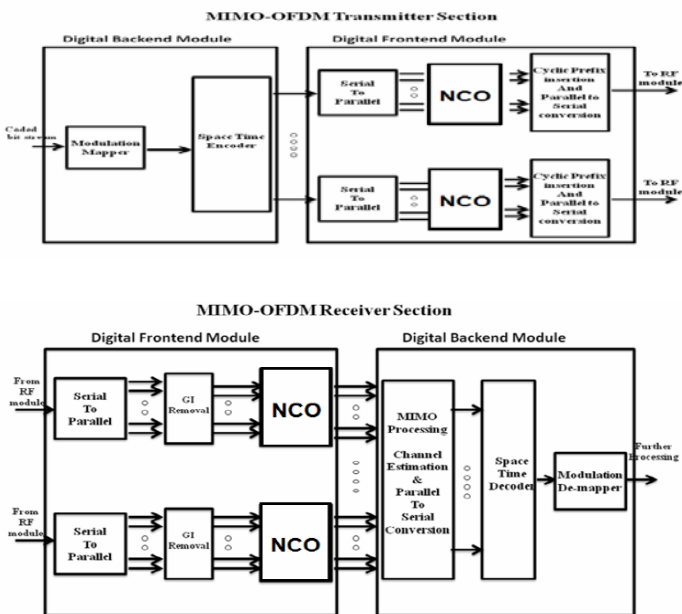 MIMO-OFDM Transmitter Section
Digital Backend Module
Digital Frontend Module
Coded
bit stream
Modulation
Mapper
Space Time
Encoder
Serial
To
Parallel
NCO
Cyclic Prefix
insertion
And
Parallel to
Serial
conversion
To RF
module
Serial
To
Parallel
NCO
Cyclic Prefix
insertion
And
Parallel to
Serial
conversion
To RF
module
MIMO-OFDM Receiver Section
Digital Frontend Module
Digital Backend Module
From
RF
module
Serial
To
Parallel
GI
Removal
NCO
From
RF
module
Serial
To
Parallel
GI
Removal
NCO
MIMO
Processing
Channel
Estimation
&
Parallel
To
Serial
Conversion
Space
Time
Decoder
Modulation
De-mapper
Further
Processing